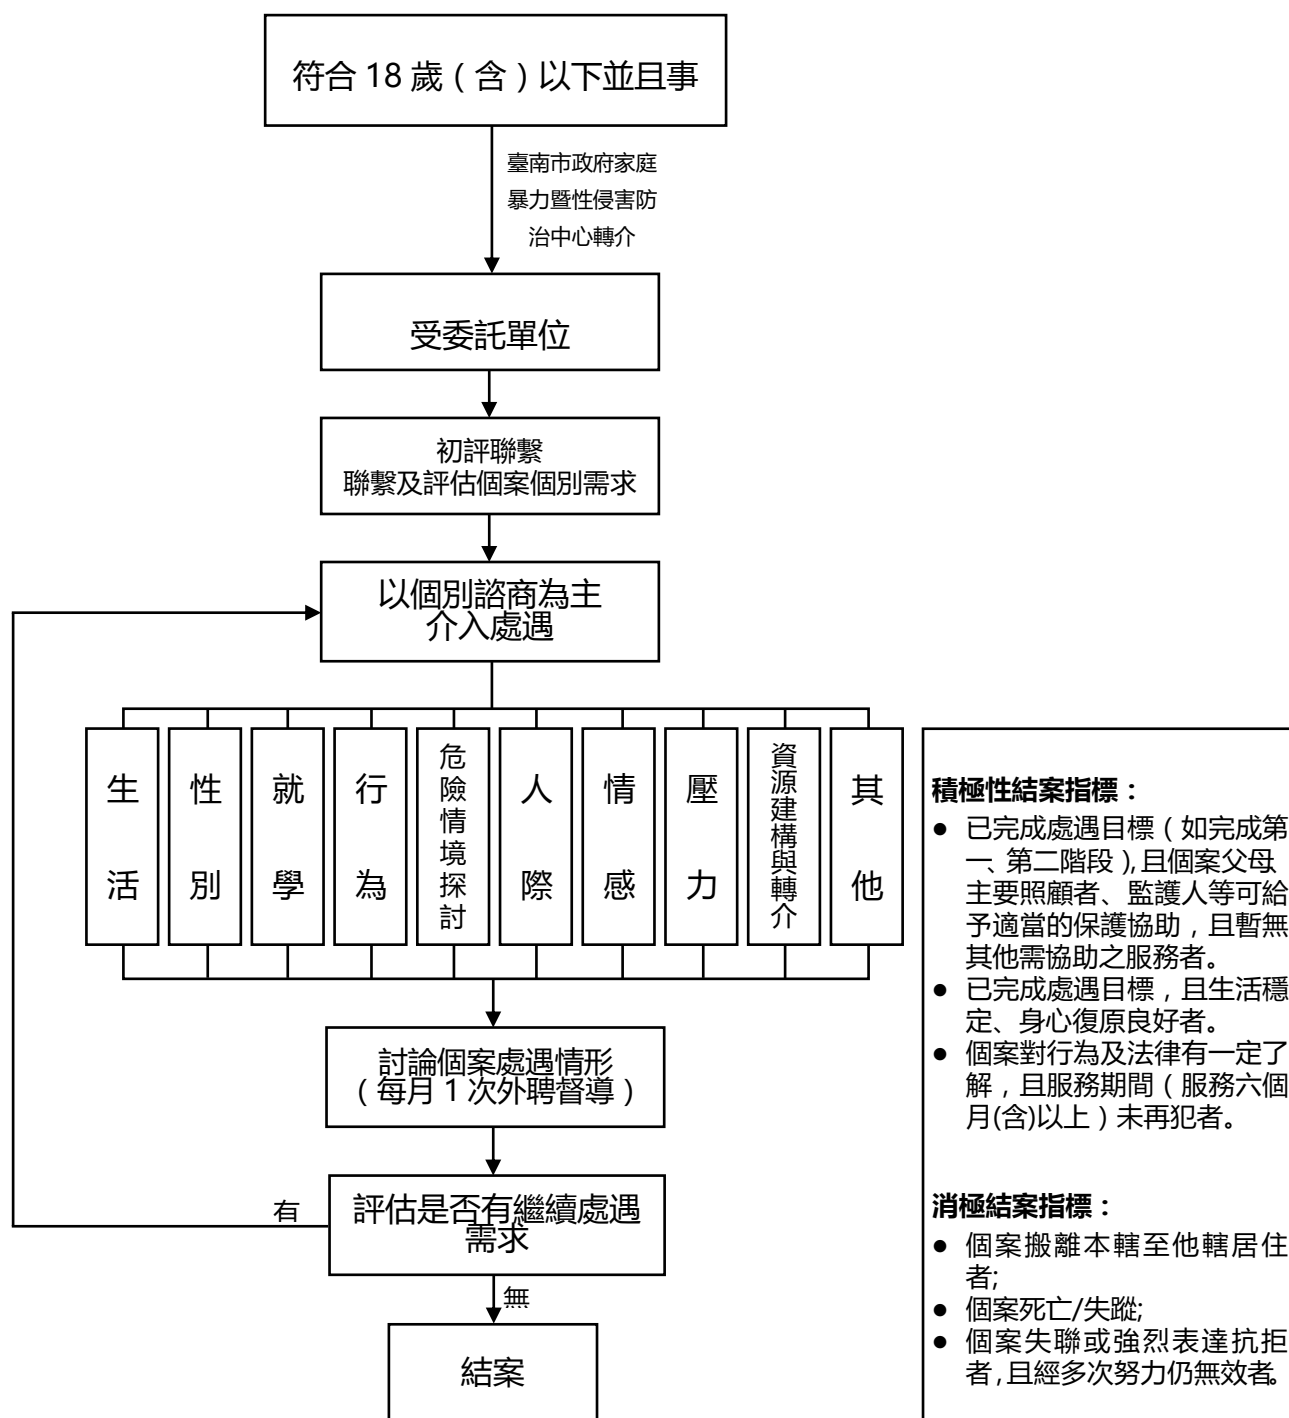 符合 18 歲（含）以下並且事
臺南市政府家庭
暴力暨性侵害防
治中心轉介
受委託單位
初評聯繫
聯繫及評估個案個別需求
以個別諮商為主
介入處遇
生活
性別
就學
行為
危險情境探討
人際
情感
壓力
資源建構與轉介
其他
討論個案處遇情形
（每月 1 次外聘督導）
評估是否有繼續處遇
需求
有
無
結案
積極性結案指標：
● 已完成處遇目標（如完成第
一、第二階段），且個案父母、
主要照顧者、監護人等可給
予適當的保護協助，且暫無
其他需協助之服務者。
● 已完成處遇目標，且生活穩
定、身心復原良好者。
● 個案對行為及法律有一定了
解，且服務期間（服務六個
月(含)以上）未再犯者。
消極結案指標：
● 個案搬離本轄至他轄居住
者;
● 個案死亡/失蹤;
● 個案失聯或強烈表達抗拒
者，且經多次努力仍無效者。